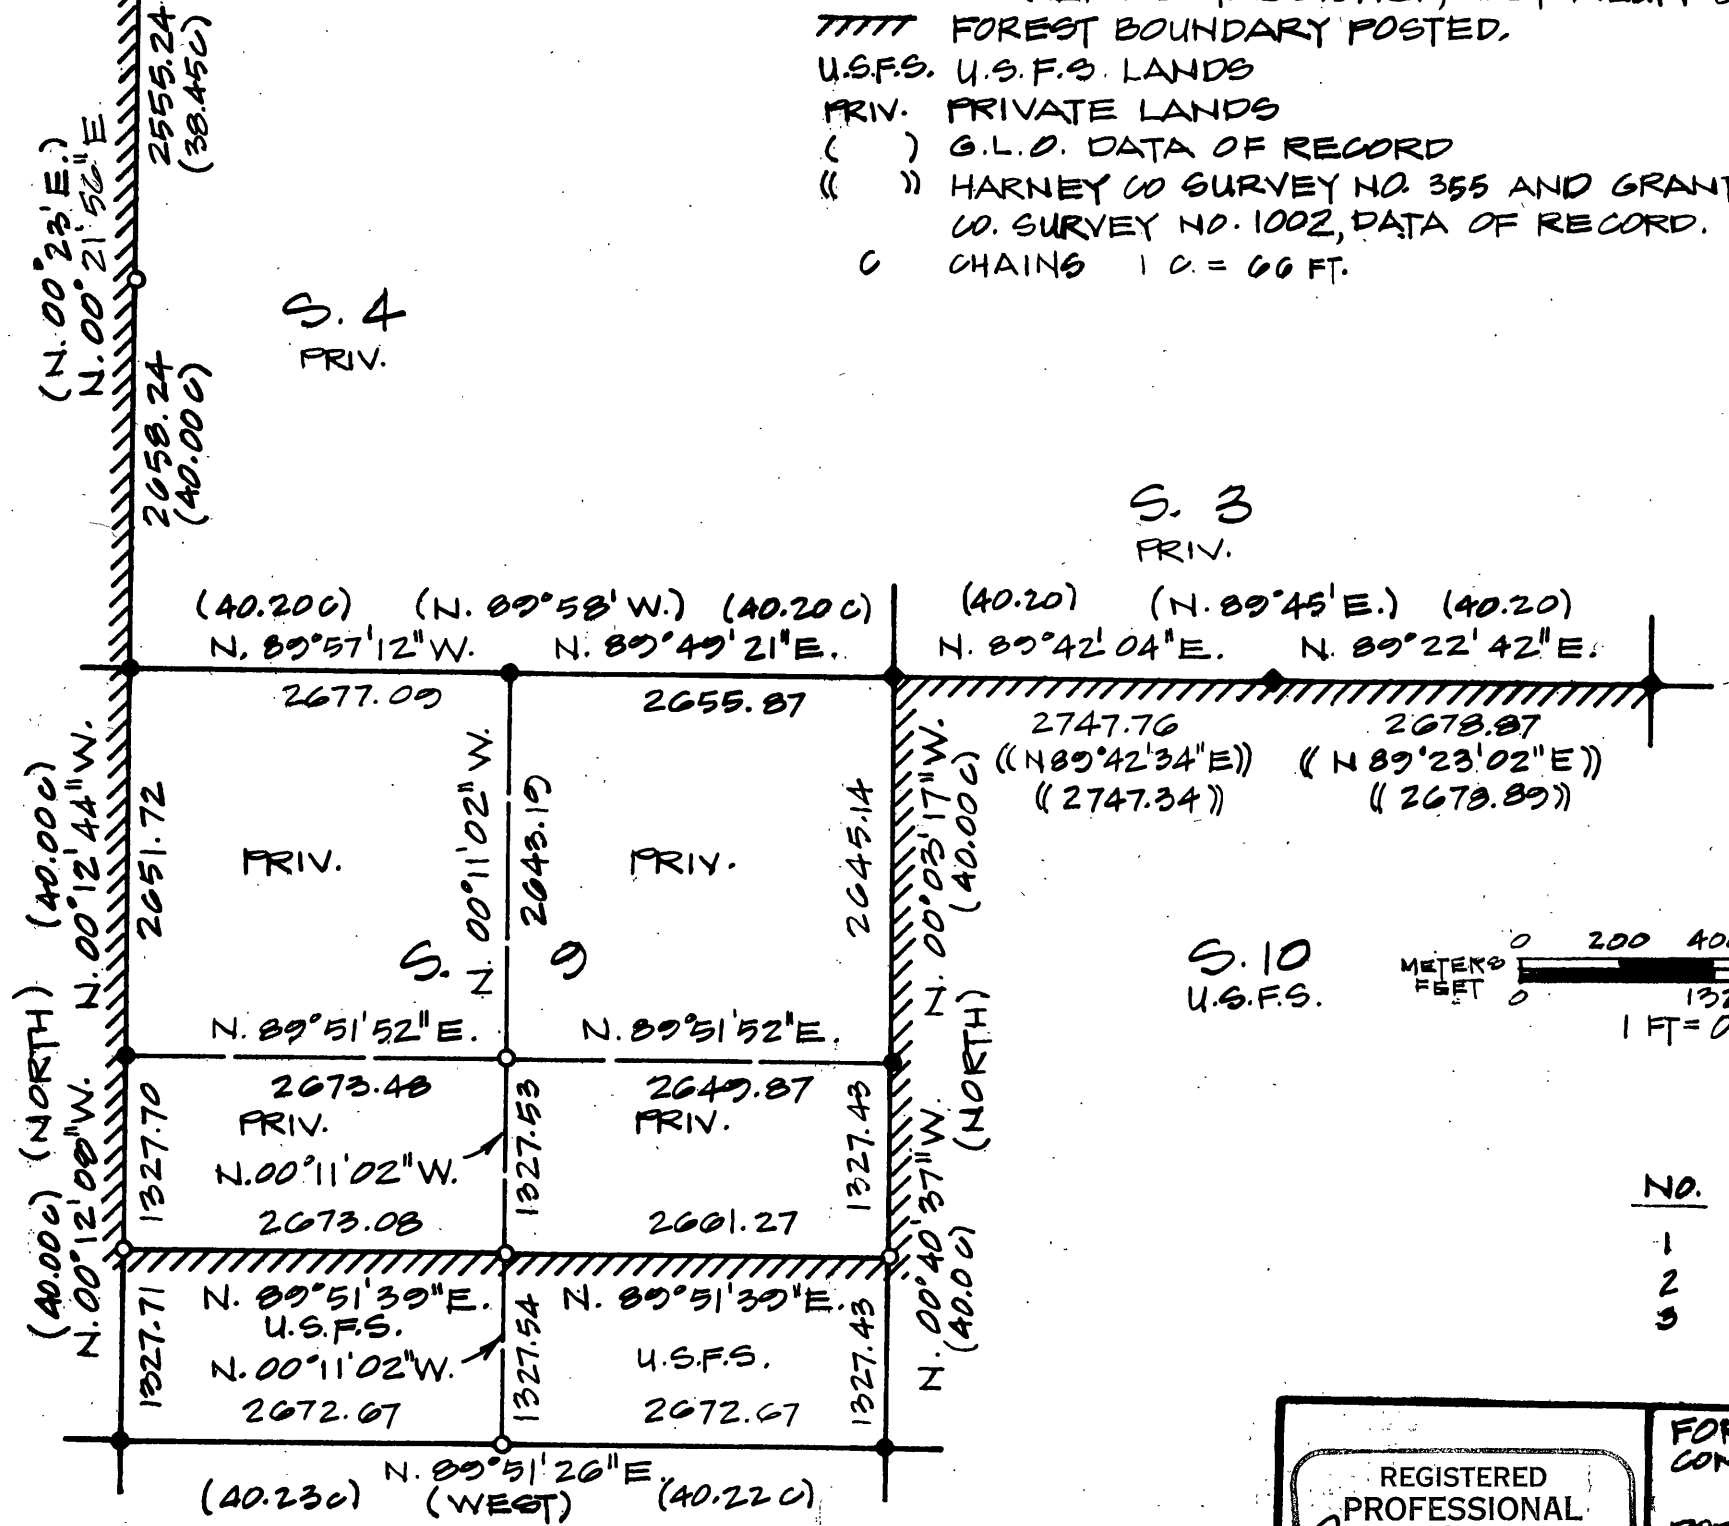 FOREST BOUNDARY POSTED.
U.S.F.S. U.S.F.S. LANDS
PRIV. PRIVATE LANDS
( ) G.L.O. DATA OF RECORD
(( )) HARNEY CO SURVEY NO. 355 AND GRANT
CO. SURVEY NO. 1002, DATA OF RECORD.
C CHAINS 1 C. = 66 FT.
2555.24
(38.45C)
(N. 00°23'E.)
N. 00°21'56"E
S. 4
PRIV.
2658.24
(40.00C)
S. 3
PRIV.
(40.20C) (N. 89°58'W.) (40.20C)
N. 89°57'12"W. N. 89°49'21"E.
(40.20) (N. 89°45'E.) (40.20)
N. 89°42'04"E. N. 89°22'42"E.
2677.09
2655.87
2747.76
((N89°42'34"E))
((2747.34))
2678.87
((N 89°23'02"E))
((2678.89))
(40.00C)
N. 00°12'44"W.
2651.72
PRIV.
N. 00°11'02"W.
2643.19
PRIV.
2645.14
N. 00°03'17"W.
(40.00C)
S. 9
S. 10
U.S.F.S.
METERS
FEET
0 200 400
0 132
1 FT = 0
N. 89°51'52"E. N. 89°51'52"E.
(NORTH)
(NORTH)
2673.48
PRIV.
N. 00°11'02"W.
2673.08
1327.70
1327.53
2649.87
PRIV.
2661.27
1327.43
(40.00C)
N. 00°12'08"W.
N. 00°40'37"W.
(40.0C)
N. 89°51'39"E. N. 89°51'39"E.
U.S.F.S.
N. 00°11'02"W.
2672.67
1327.71
1327.54
U.S.F.S.
2672.67
1327.43
N. 89°51'26"E.
(40.23C) (WEST) (40.22C)
NO.
1
2
3
REGISTERED
PROFESSIONAL